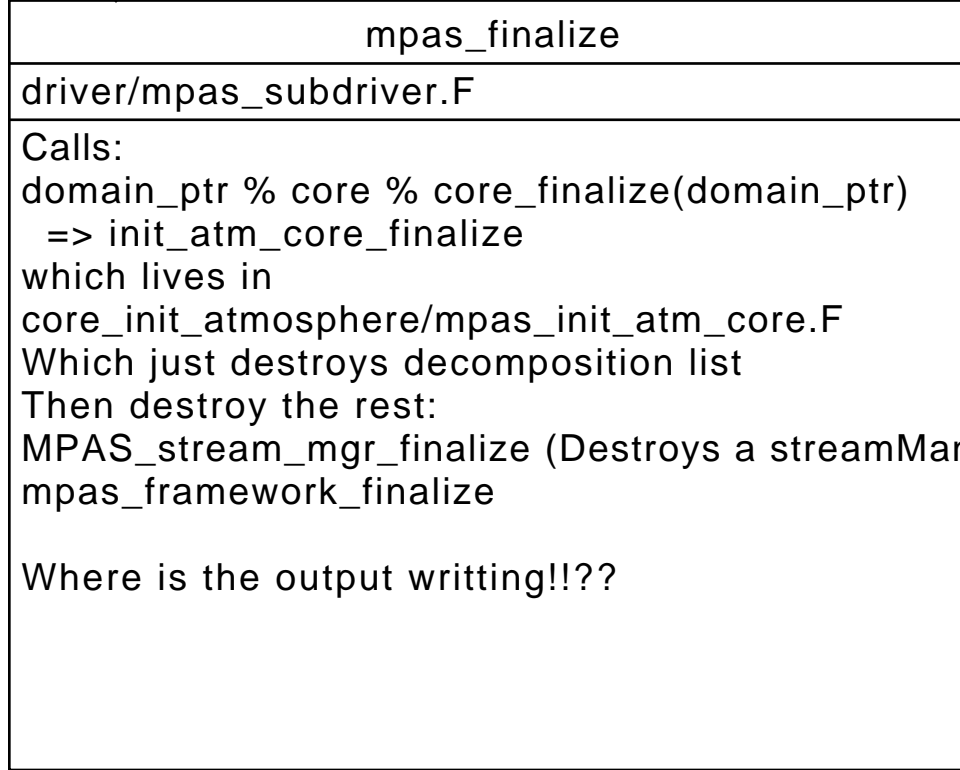 mpas_finalize
driver/mpas_subdriver.F
Calls:
domain_ptr % core % core_finalize(domain_ptr)
=> init_atm_core_finalize
which lives in
core_init_atmosphere/mpas_init_atm_core.F
Which just destroys decomposition list
Then destroy the rest:
MPAS_stream_mgr_finalize (Destroys a
mpas_framework_finalize
Where is the output writting!!??